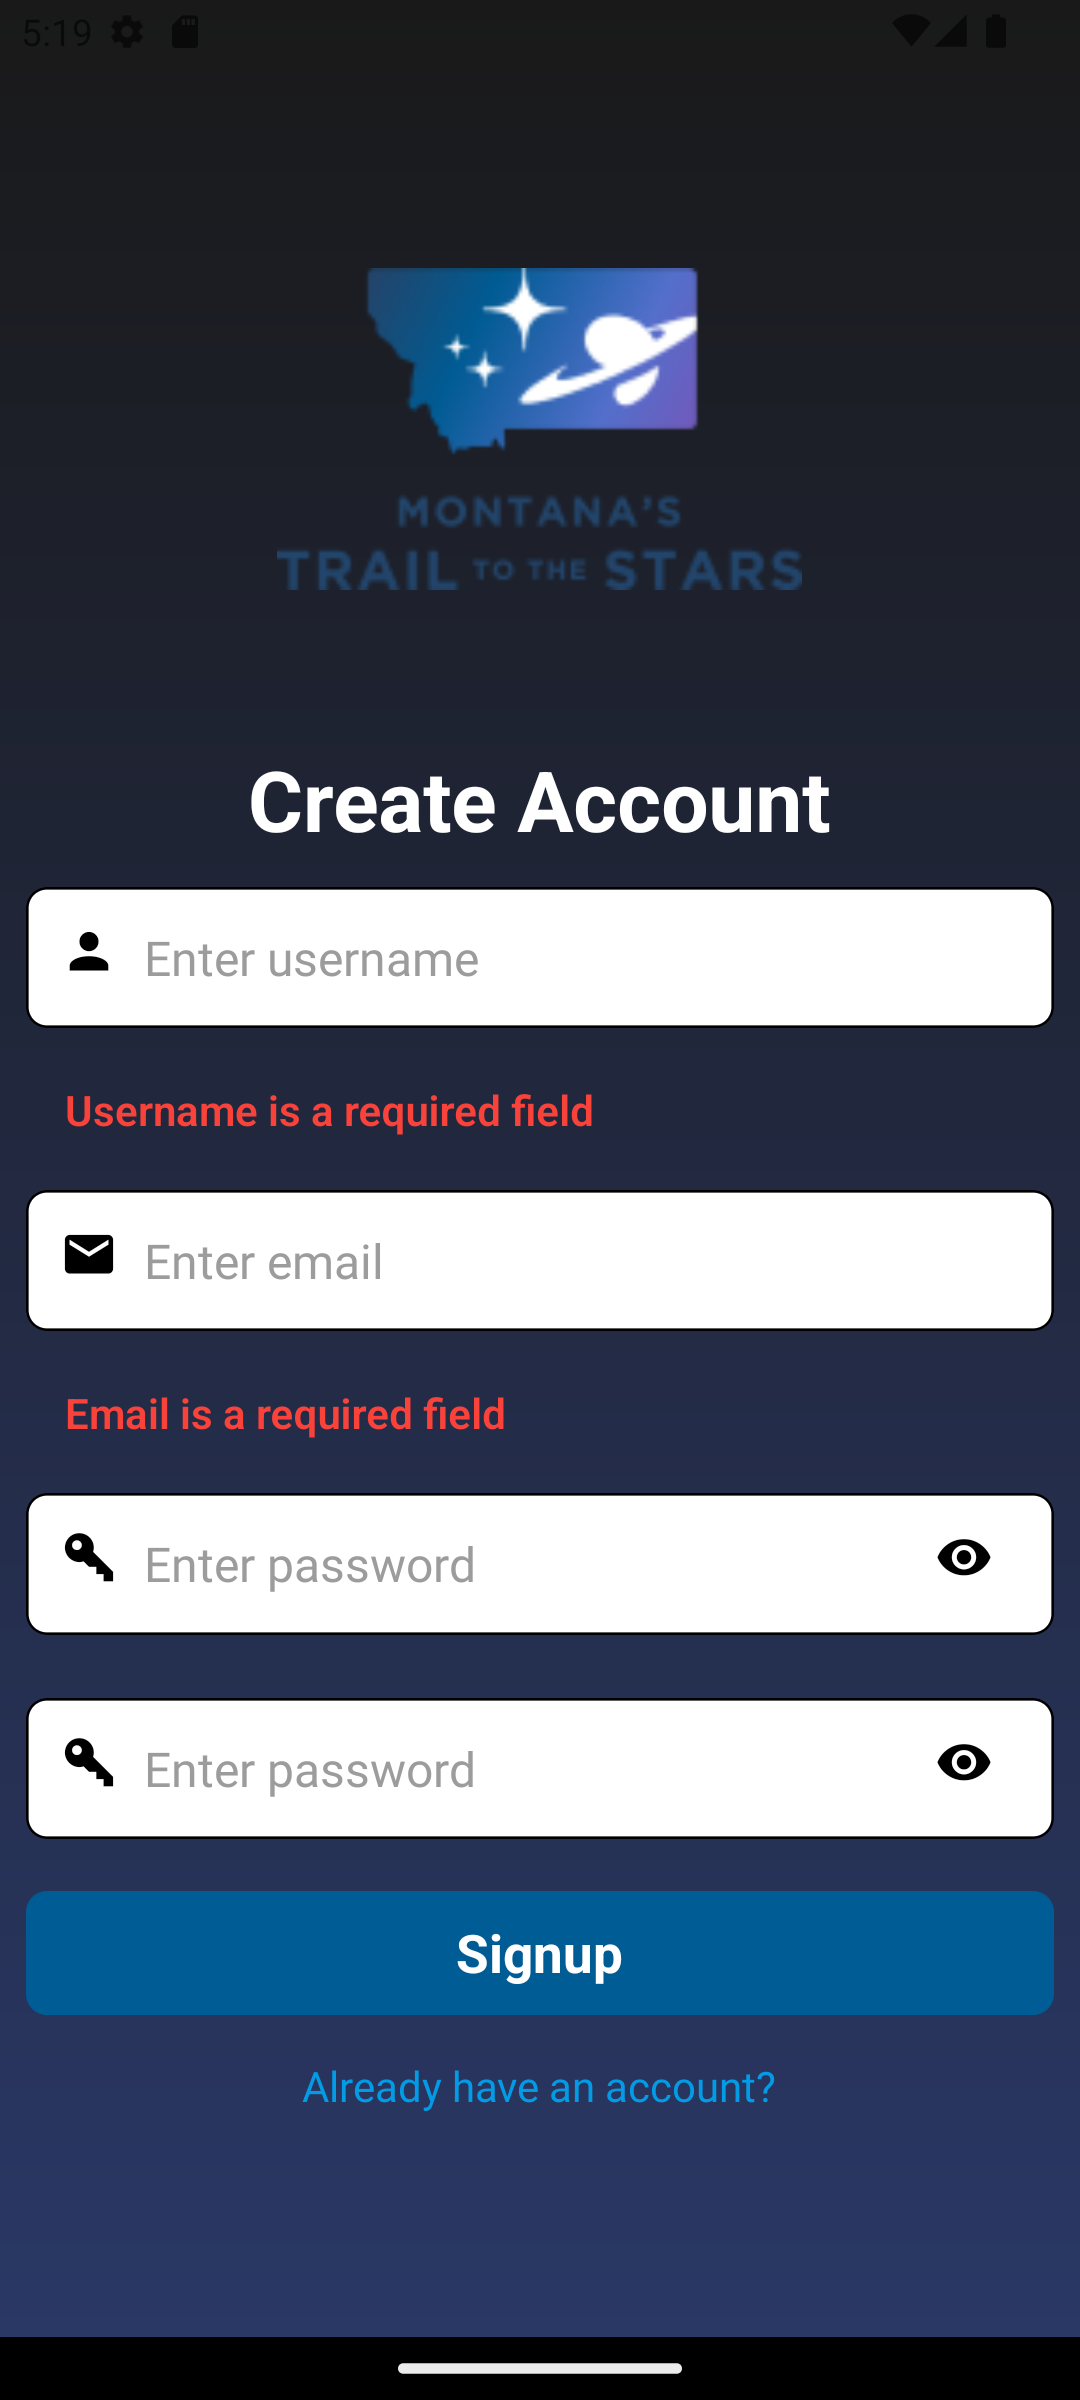 5:19
MONTANA'S
TRAIL TO THE STARS
Create Account
Enter username
Username is a required field
Enter email
Email is a required field
Enter password
Enter password
Signup
Already have an account?